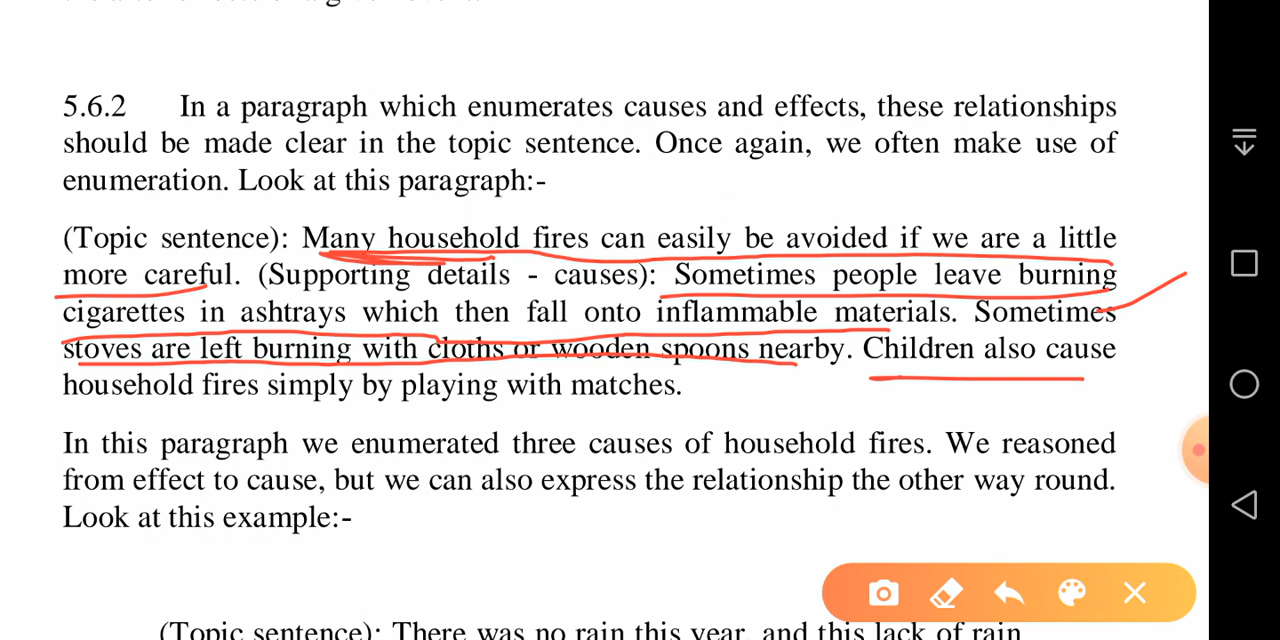 5.6.2 In a paragraph which enumerates causes and effects, these relationships
should be made clear in the topic sentence. Once again, we often make use of
enumeration. Look at this paragraph:-
(Topic sentence): Many household fires can easily be avoided if we are a little
more careful. (Supporting details - causes): Sometimes people leave burning
cigarettes in ashtrays which then fall onto inflammable materials. Sometimes
stoves are left burning with cloths or wooden spoons nearby. Children also cause
household fires simply by playing with matches.
In this paragraph we enumerated three causes of household fires. We reasoned
from effect to cause, but we can also express the relationship the other way round.
Look at this example:-
(Topic sentence): There was no rain this year, and this lack of rain